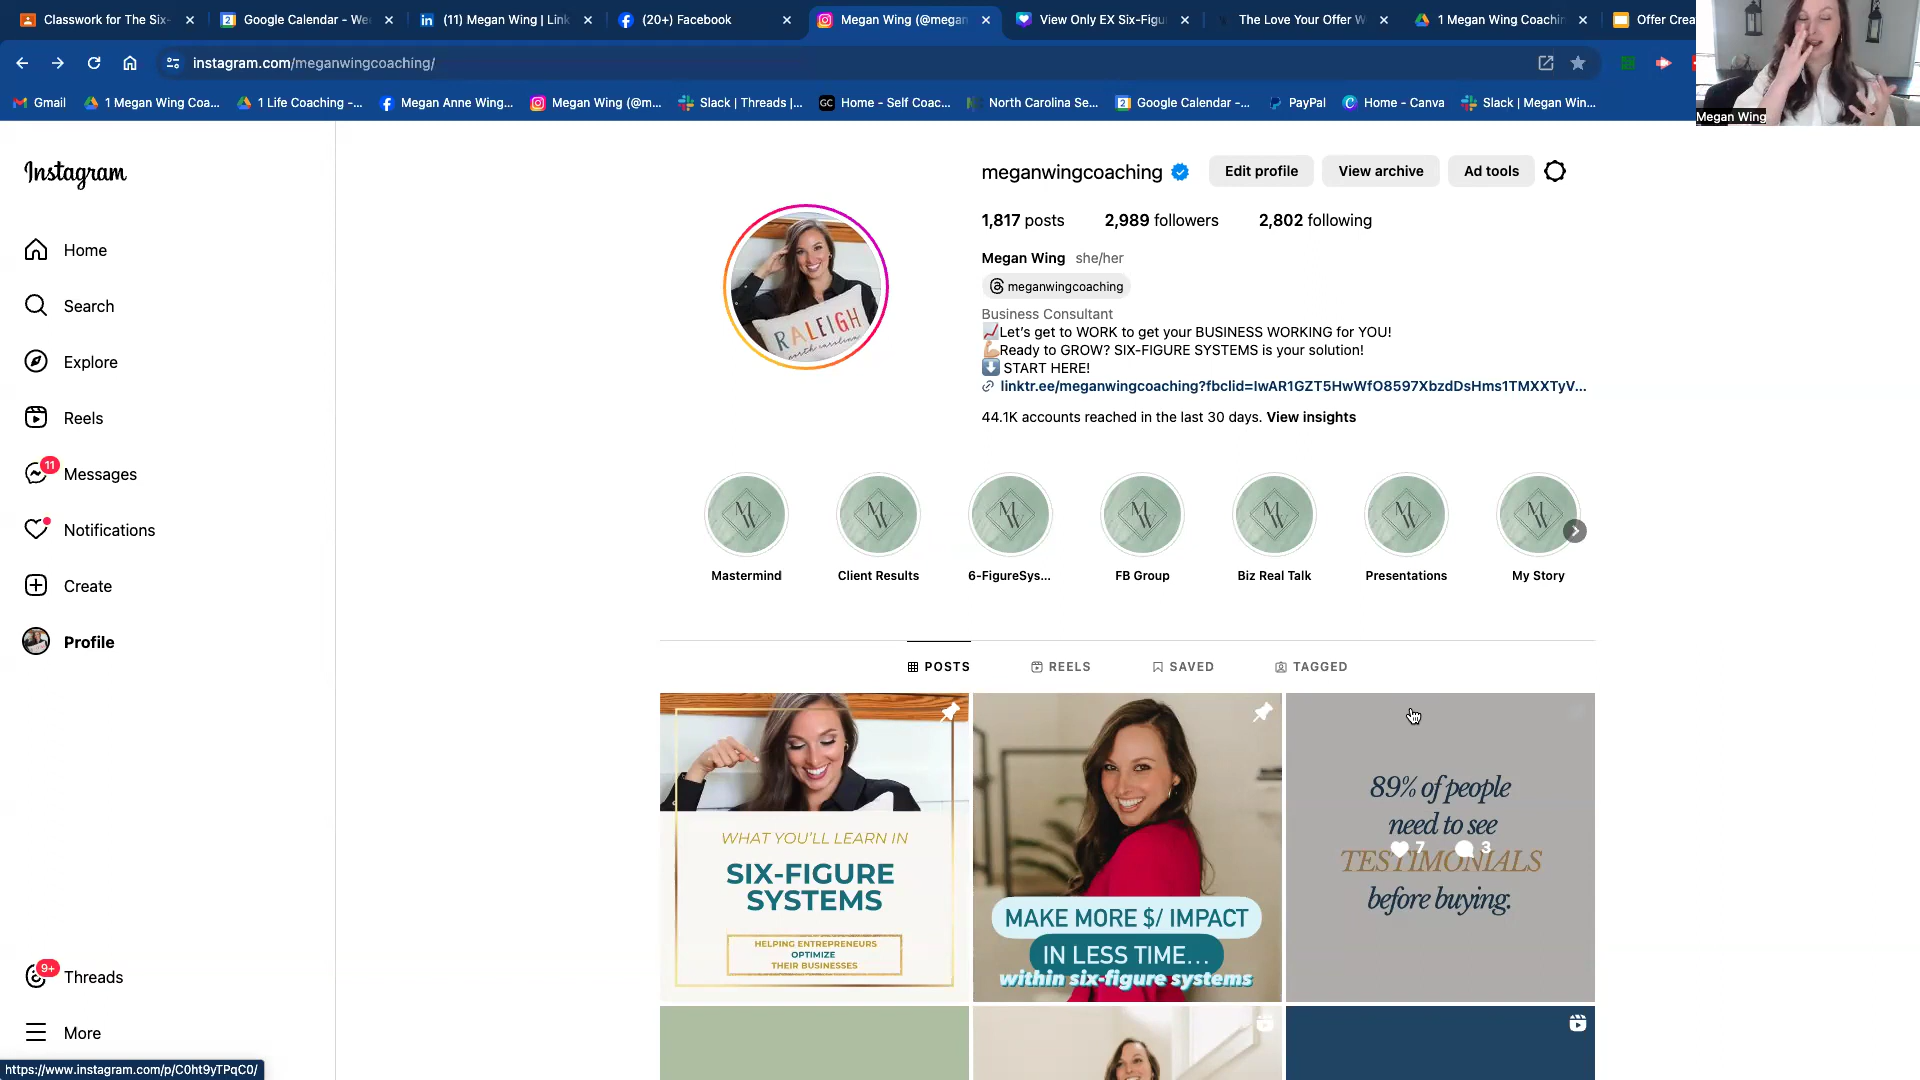 Classwork for The Six-
Google Calendar - We
(11) Megan Wing | Link
(20+) Facebook
Megan Wing (@megan
View Only EX Six-Figu
The Love Your Offer W
1 Megan Wing Coachin
Offer Crea
instagram.com/meganwingcoaching/
Gmail
1 Megan Wing Coa...
1 Life Coaching -...
Megan Anne Wing...
Megan Wing (@m...
Slack | Threads |...
Home - Self Coac...
North Carolina Se...
Google Calendar -...
PayPal
Home - Canva
Slack | Megan Win...
Megan Wing
Instagram
Home
Search
Explore
Reels
11
Messages
Notifications
Create
Profile
9+
Threads
More
https://www.instagram.com/p/C0ht9yTPqC0/
meganwingcoaching
Edit profile
View archive
Ad tools
1,817 posts
2,989 followers
2,802 following
Megan Wing she/her
meganwingcoaching
Business Consultant
📈Let's get to WORK to get your BUSINESS WORKING for YOU!
💪🏼Ready to GROW? SIX-FIGURE SYSTEMS is your solution!
⬇️ START HERE!
linktr.ee/meganwingcoaching?fbclid=IwAR1GZT5HwWfO8597XbzdDsHms1TMXXTyV...
44.1K accounts reached in the last 30 days. View insights
RALEIGH
north carolina
MW
MW
MW
MW
MW
MW
MW
Mastermind
Client Results
6-FigureSys...
FB Group
Biz Real Talk
Presentations
My Story
POSTS
REELS
SAVED
TAGGED
WHAT YOU'LL LEARN IN
SIX-FIGURE
SYSTEMS
HELPING ENTREPRENEURS
OPTIMIZE
THEIR BUSINESSES
MAKE MORE $/ IMPACT
IN LESS TIME...
within six-figure systems
89% of people
need to see
7 3
TESTIMONIALS
before buying.